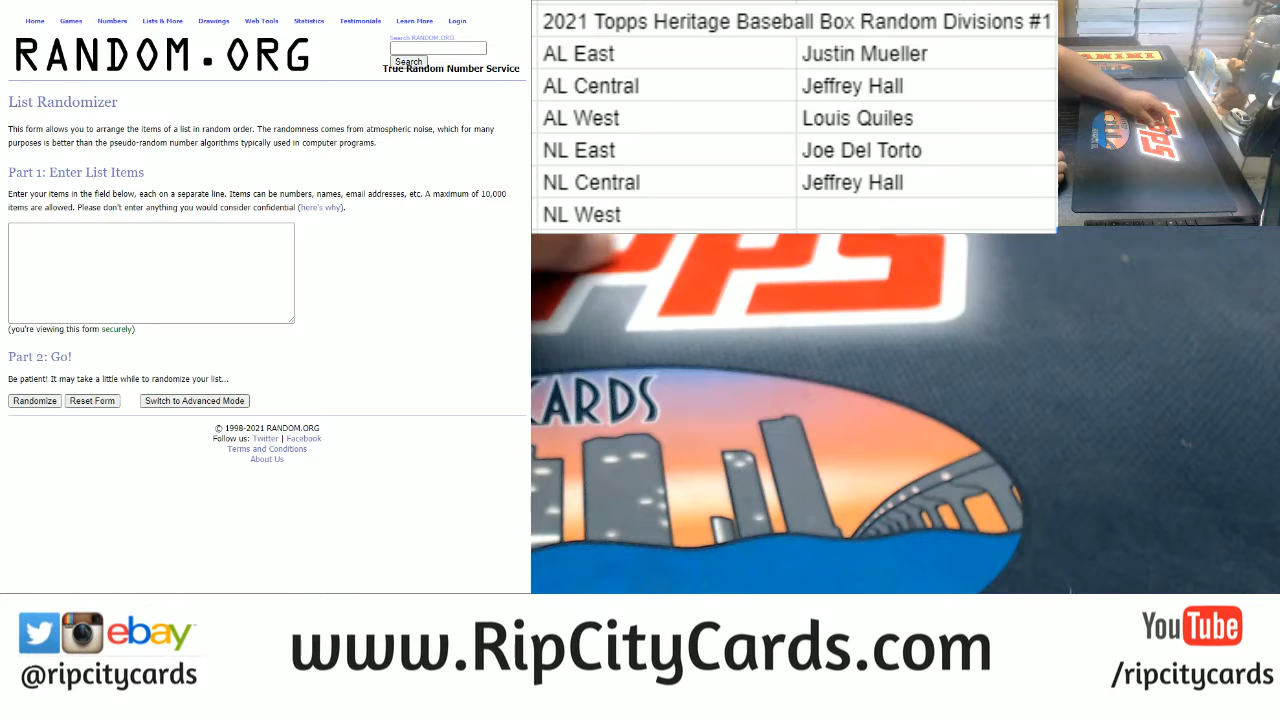 Home Games Numbers Lists & More Drawings Web Tools Statistics Testimonials Learn More Login
RANDOM.ORG
Search RANDOM.ORG
Search
True Random Number Service
List Randomizer
This form allows you to arrange the items of a list in random order. The randomness comes from atmospheric noise, which for many
purposes is better than the pseudo-random number algorithms typically used in computer programs.
Part 1: Enter List Items
Enter your items in the field below, each on a separate line. Items can be numbers, names, email addresses, etc. A maximum of 10,000
items are allowed. Please don't enter anything you would consider confidential (here's why).
(you're viewing this form securely)
Part 2: Go!
Be patient! It may take a little while to randomize your list...
Randomize Reset Form Switch to Advanced Mode
© 1998-2021 RANDOM.ORG
Follow us: Twitter | Facebook
Terms and Conditions
About Us
2021 Topps Heritage Baseball Box Random Divisions #1
AL East Justin Mueller
AL Central Jeffrey Hall
AL West Louis Quiles
NL East Joe Del Torto
NL Central Jeffrey Hall
NL West
PANINI
CARDS
ebay
@ripcitycards
www.RipCityCards.com
YouTube
/ripcitycards